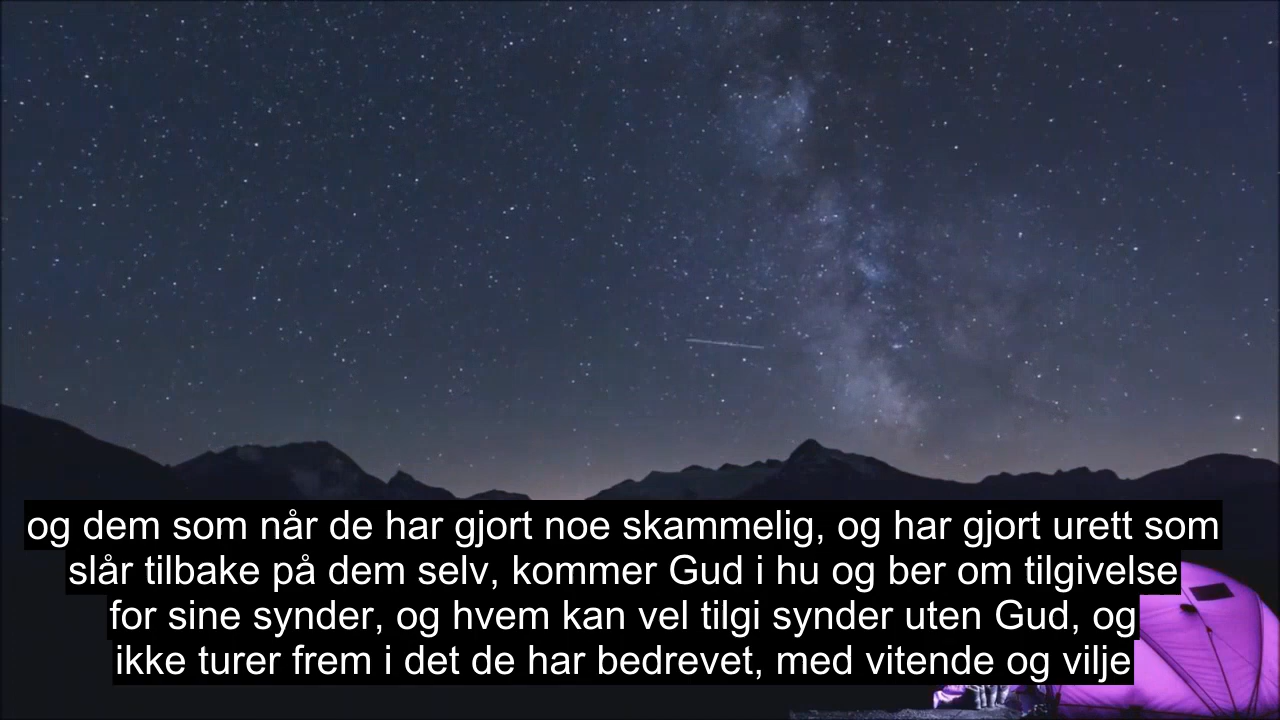 og dem som når de har gjort noe skammelig, og har gjort urett som
slår tilbake på dem selv, kommer Gud i hu og ber om tilgivelse
for sine synder, og hvem kan vel tilgi synder uten Gud, og
ikke turer frem i det de har bedrevet, med vitende og vilje